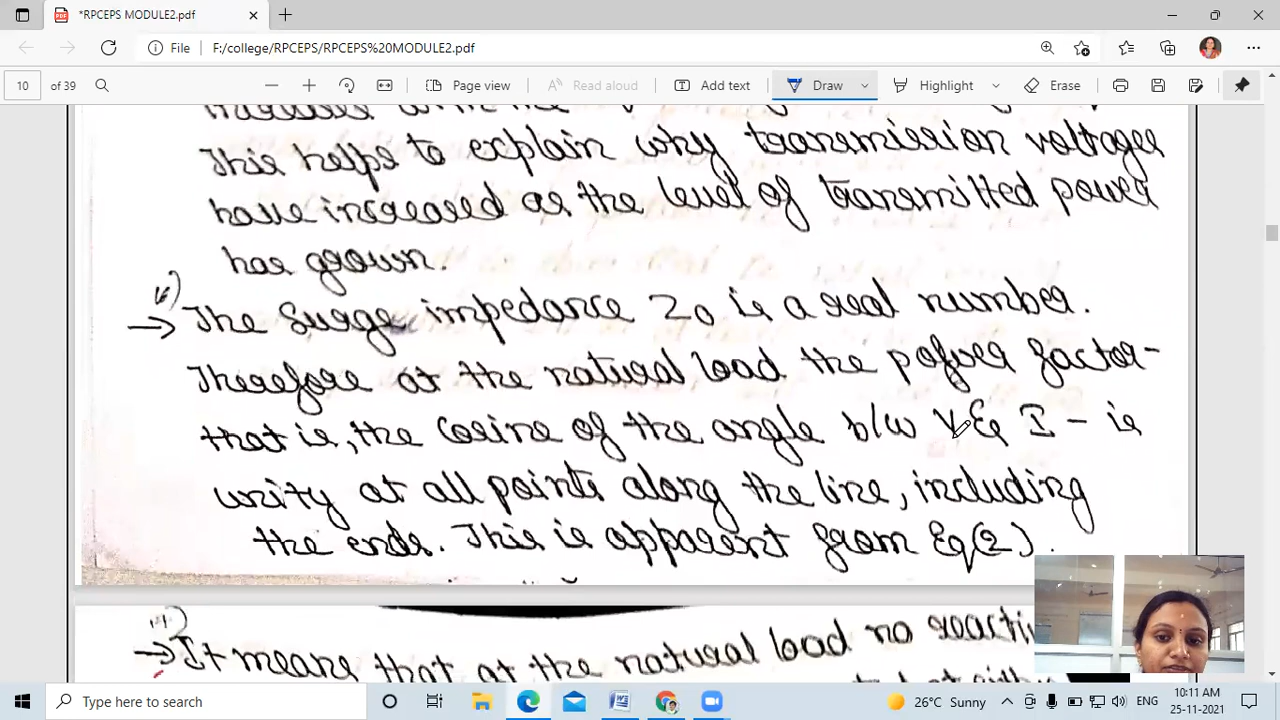 *RPCEPS MODULE2.pdf
File F:/college/RPCEPS/RPCEPS%20MODULE2.pdf
10 of 39 Page view Read aloud Add text Draw Highlight Erase
This helps to explain why transmission voltages
have increased as the level of transmitted power
has grown.
The surge impedance Z0 is a real number.
Therefore at the natural load the power factor-
that is, the cosine of the angle b/w V & I - is
unity at all points along the line, including
the ends. This is apparent from Eq(2).
It means that at the natural load no reacti
Type here to search 26°C Sunny ENG 10:11 AM
25-11-2021